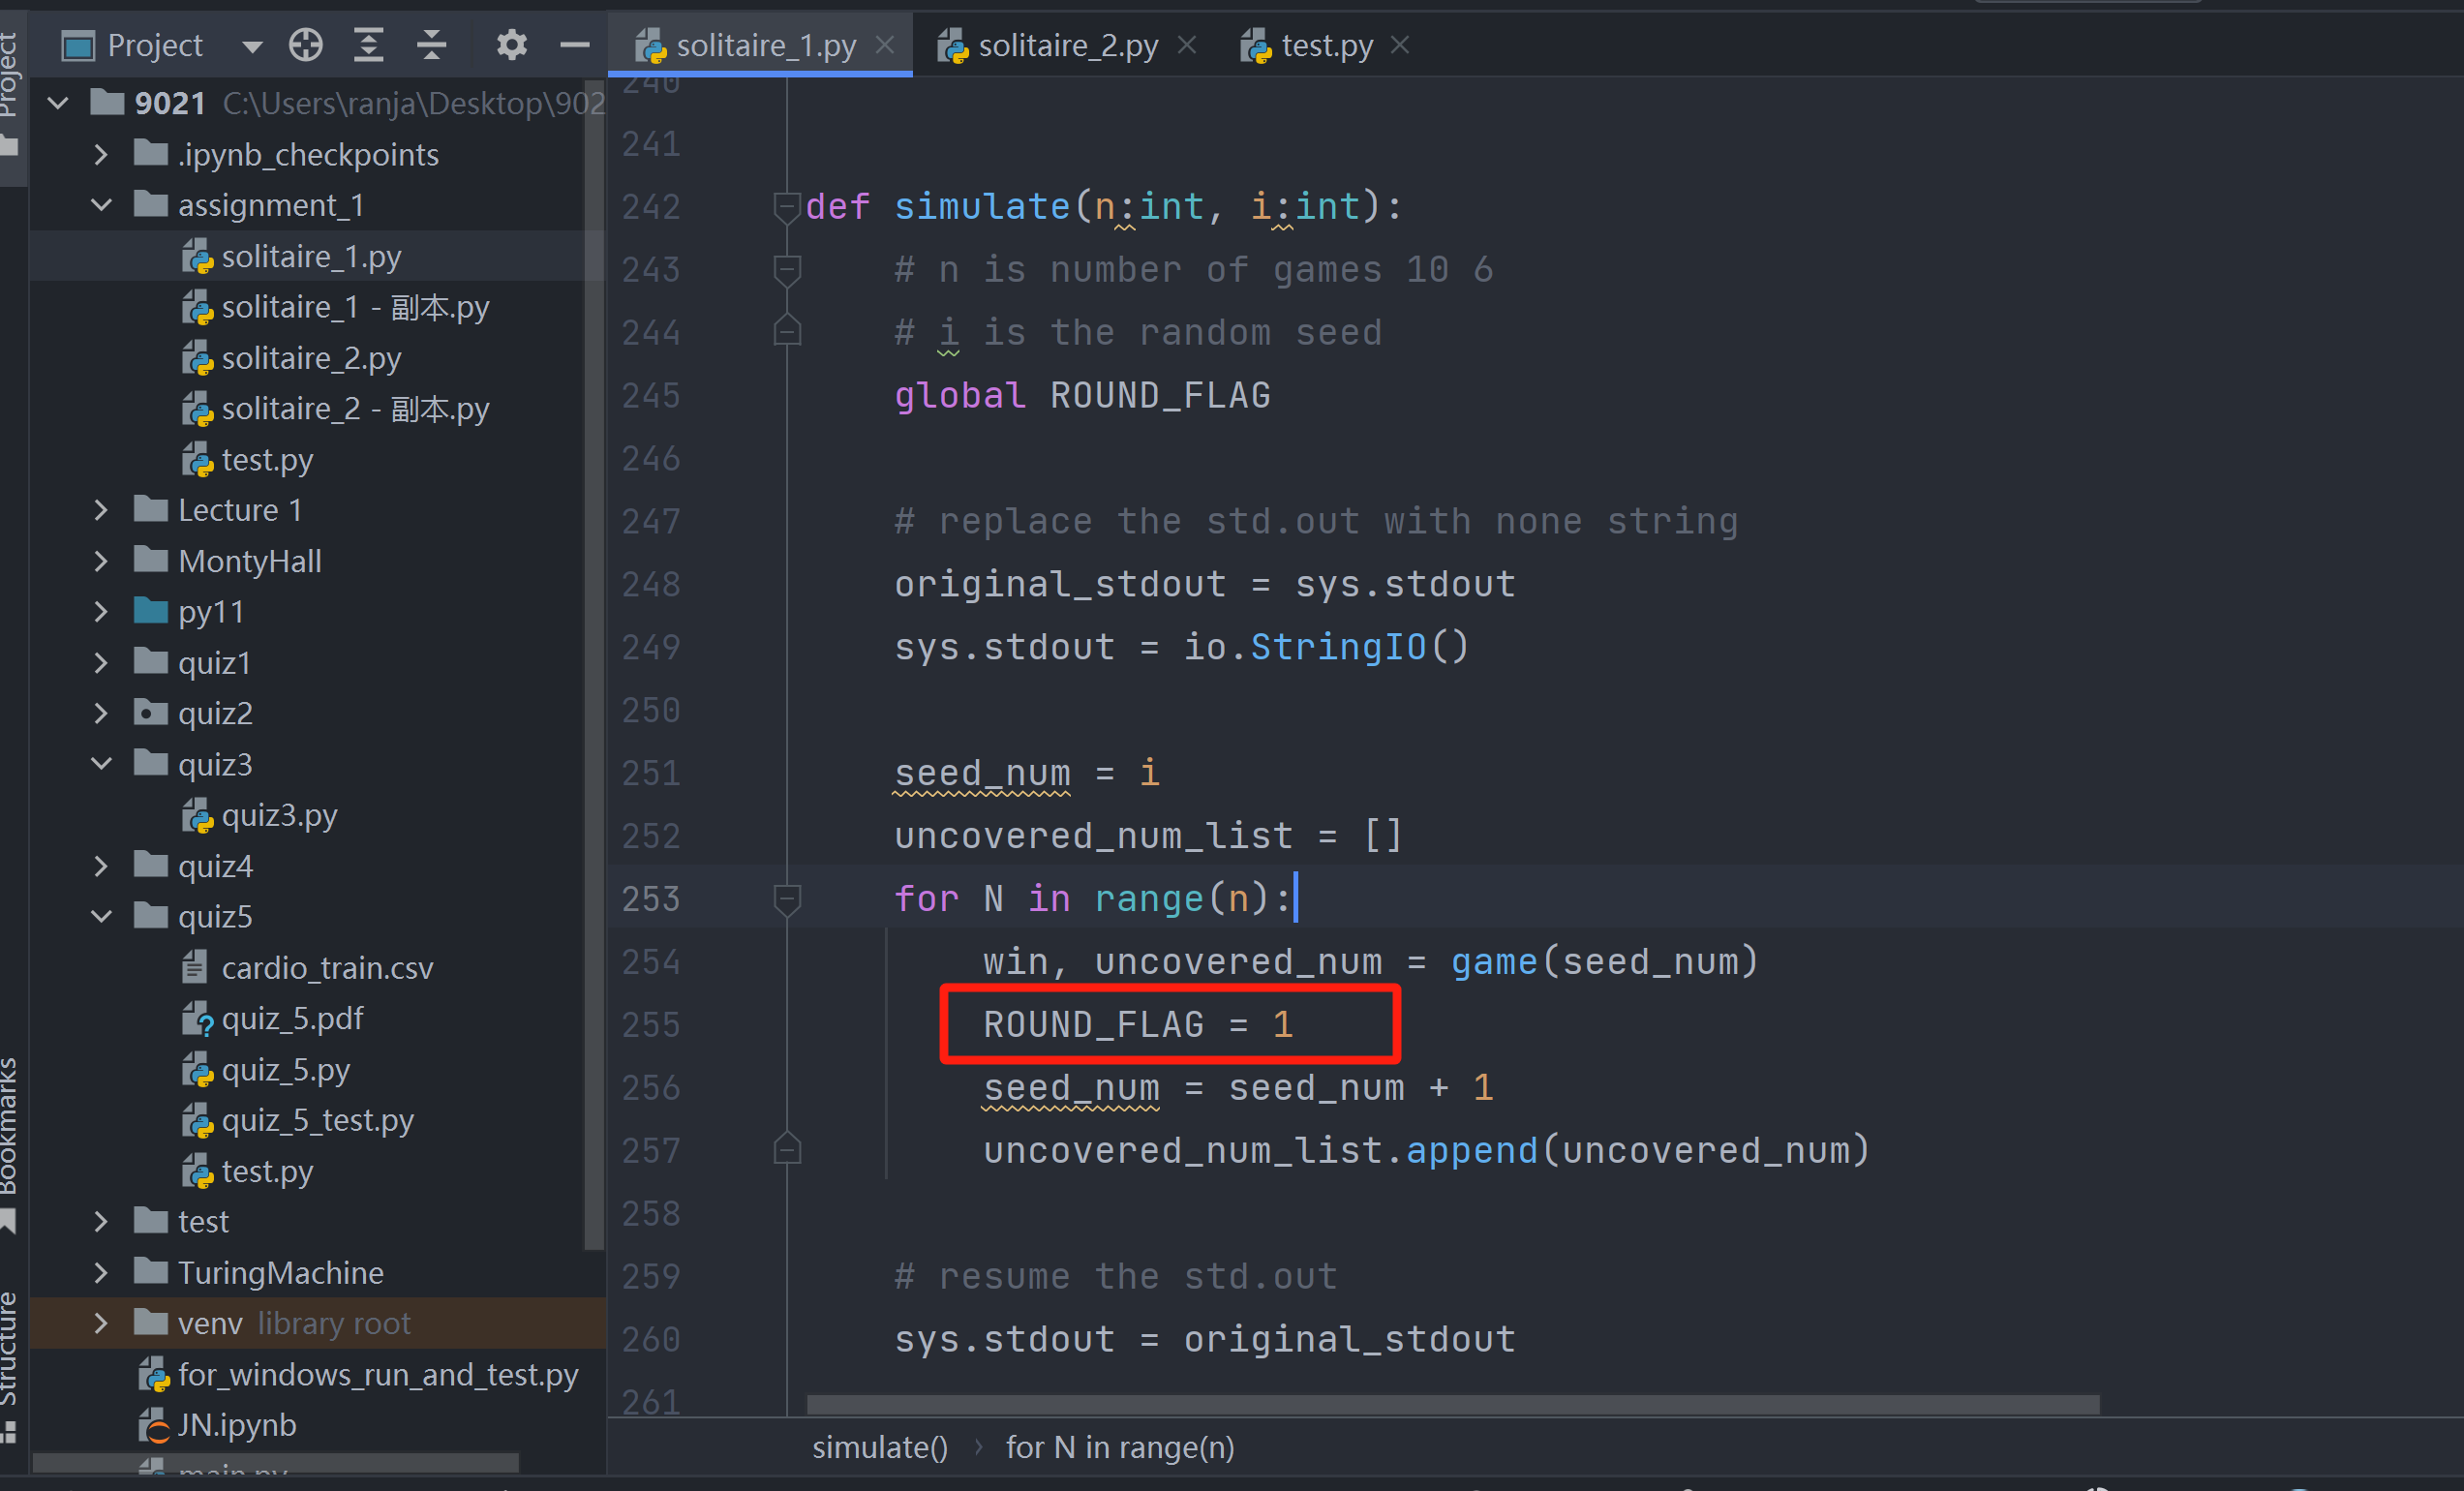 Project
solitaire_1.py
solitaire_2.py
test.py
Project
9021 C:\Users\ranja\Desktop\902
.ipynb_checkpoints
assignment_1
solitaire_1.py
solitaire_1 - 副本.py
solitaire_2.py
solitaire_2 - 副本.py
test.py
Lecture 1
MontyHall
py11
quiz1
quiz2
quiz3
quiz3.py
quiz4
quiz5
cardio_train.csv
quiz_5.pdf
quiz_5.py
quiz_5_test.py
test.py
test
TuringMachine
venv library root
for_windows_run_and_test.py
JN.ipynb
main.py
Bookmarks
Structure
240
241
242 def simulate(n:int, i:int):
243 # n is number of games 10 6
244 # i is the random seed
245 global ROUND_FLAG
246
247 # replace the std.out with none string
248 original_stdout = sys.stdout
249 sys.stdout = io.StringIO()
250
251 seed_num = i
252 uncovered_num_list = []
253 for N in range(n):
254 win, uncovered_num = game(seed_num)
255 ROUND_FLAG = 1
256 seed_num = seed_num + 1
257 uncovered_num_list.append(uncovered_num)
258
259 # resume the std.out
260 sys.stdout = original_stdout
261
simulate() › for N in range(n)